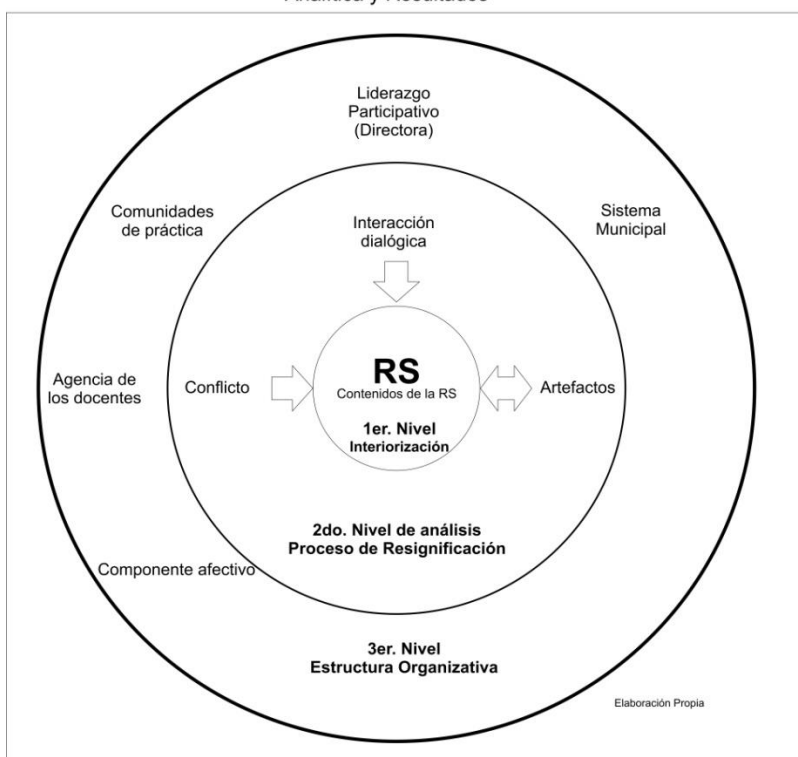 Liderazgo
Participativo
(Directora)
Comunidades
de práctica
Sistema
Municipal
Interacción
dialógica
Agencia de
los docentes
Conflicto
RS
Contenidos de la RS
Artefactos
1er. Nivel
Interiorización
2do. Nivel de análisis
Proceso de Resignificación
Componente afectivo
3er. Nivel
Estructura Organizativa
Elaboración Propia